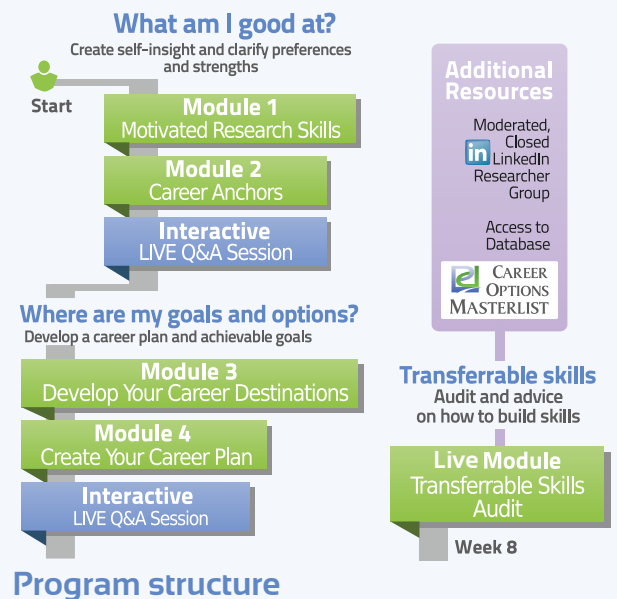 What am I good at?
Create self-insight and clarify preferences
and strengths
Start
Module 1
Motivated Research Skills
Module 2
Career Anchors
Interactive
LIVE Q&A Session
Where are my goals and options?
Develop a career plan and achievable goals
Module 3
Develop Your Career Destinations
Module 4
Create Your Career Plan
Interactive
LIVE Q&A Session
Program structure
Additional
Resources
Moderated,
Closed
in LinkedIn
Researcher
Group
Access to
Database
CAREER
OPTIONS
MASTERLIST
Transferrable skills
Audit and advice
on how to build skills
Live Module
Transferrable Skills
Audit
Week 8